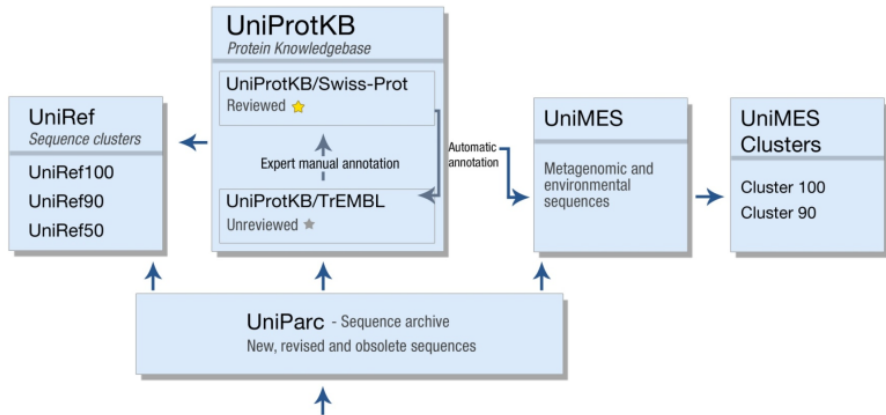 UniProtKB
Protein Knowledgebase
UniProtKB/Swiss-Prot
Reviewed
Expert manual annotation
UniProtKB/TrEMBL
Unreviewed
UniRef
Sequence clusters
UniRef100
UniRef90
UniRef50
Automatic
annotation
UniMES
Metagenomic and
environmental
sequences
UniMES
Clusters
Cluster 100
Cluster 90
UniParc - Sequence archive
New, revised and obsolete sequences